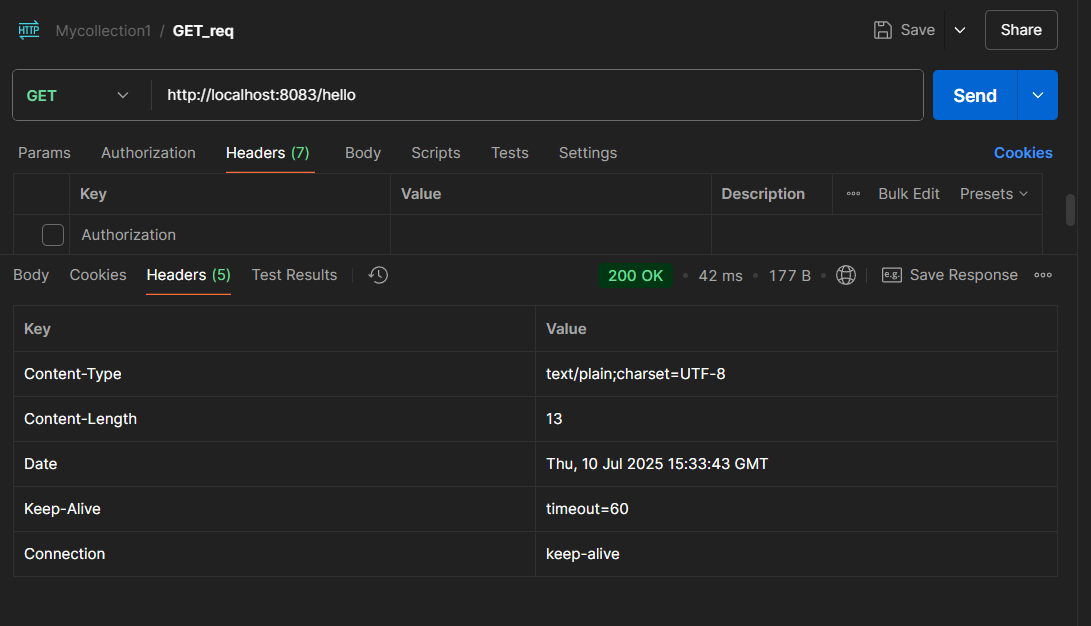 HTTP Mycollection1 / GET_req Save Share
GET http://localhost:8083/hello Send
Params Authorization Headers (7) Body Scripts Tests Settings Cookies
Key Value Description Bulk Edit Presets
Authorization
Body Cookies Headers (5) Test Results 200 OK • 42 ms • 177 B • e.g. Save Response
Key Value
Content-Type text/plain;charset=UTF-8
Content-Length 13
Date Thu, 10 Jul 2025 15:33:43 GMT
Keep-Alive timeout=60
Connection keep-alive